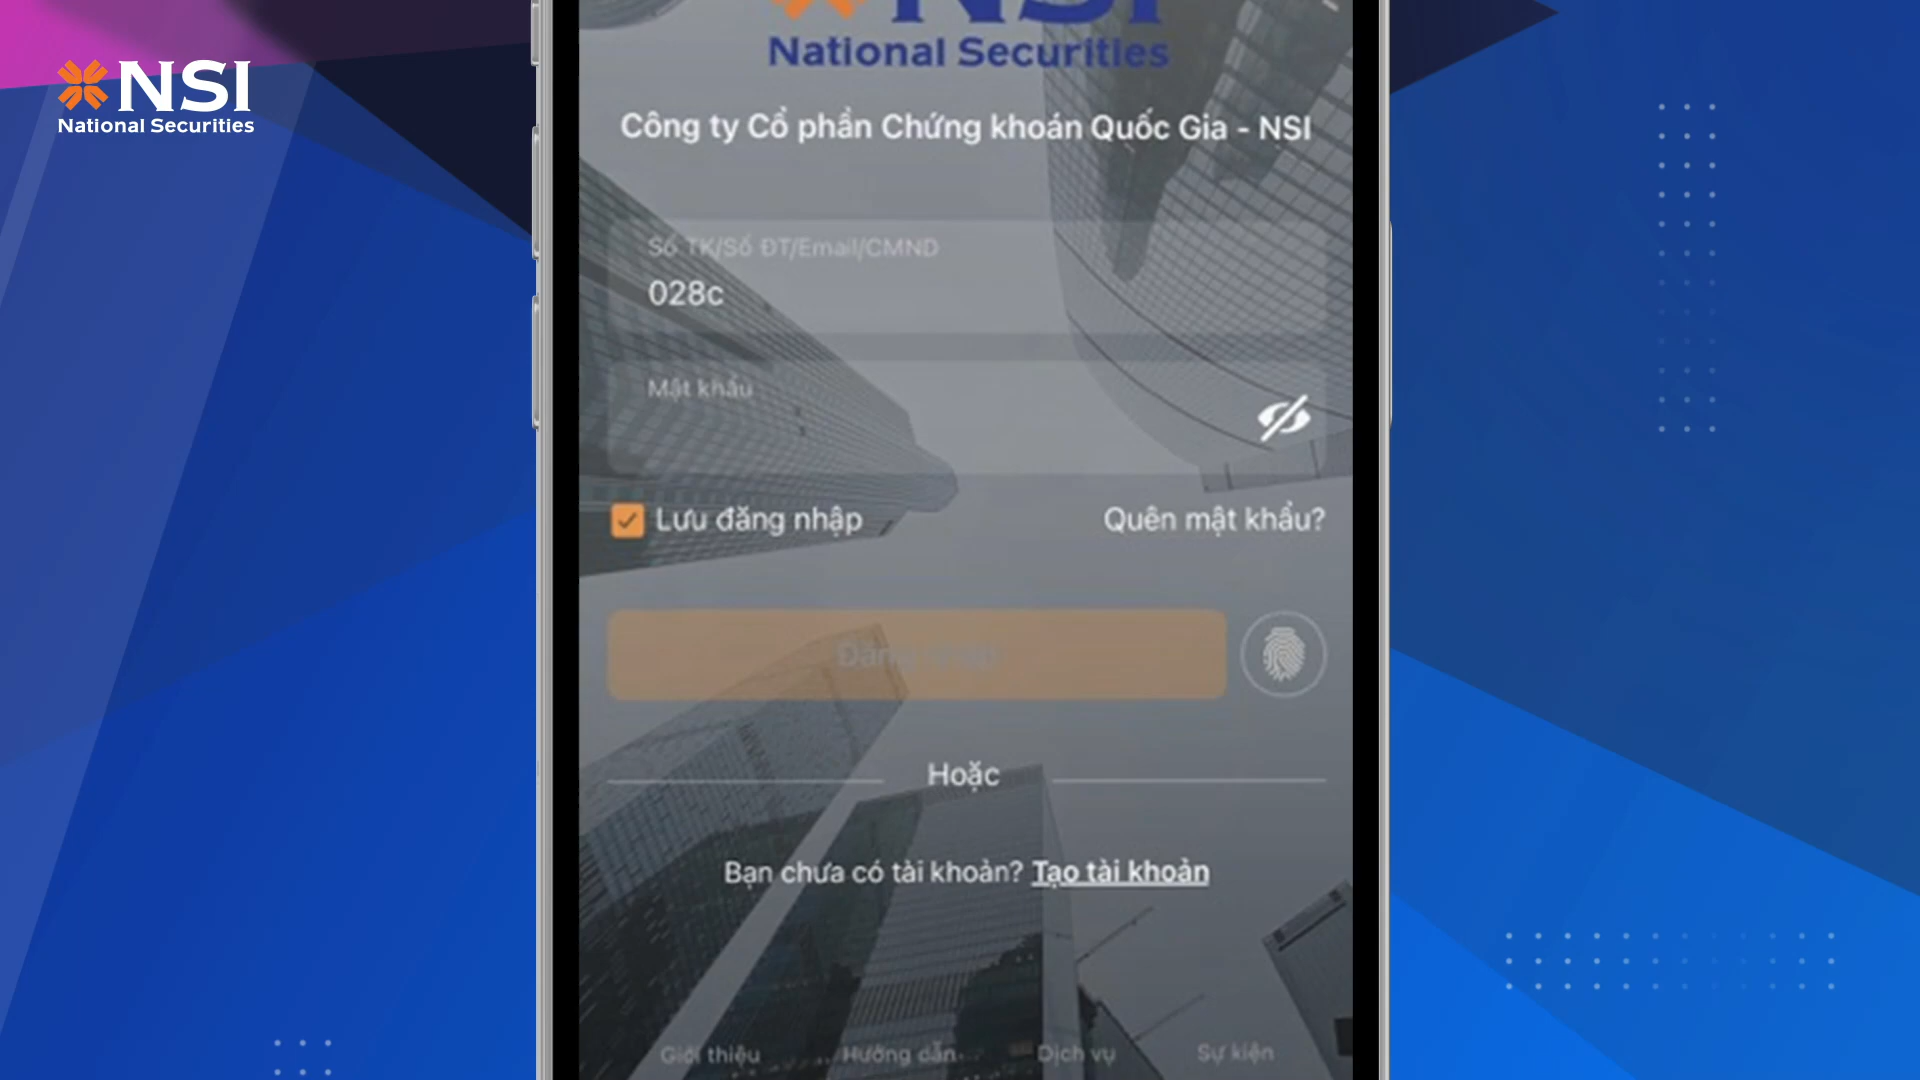 NSI
National Securities
NSI
National Securities
Công ty Cổ phần Chứng khoán Quốc Gia - NSI
Số TK/Số ĐT/Email/CMND
028c
Mật khẩu
Lưu đăng nhập
Quên mật khẩu?
Hoặc
Bạn chưa có tài khoản? Tạo tài khoản
Giới thiệu
Hướng dẫn
Dịch vụ
Sự kiện